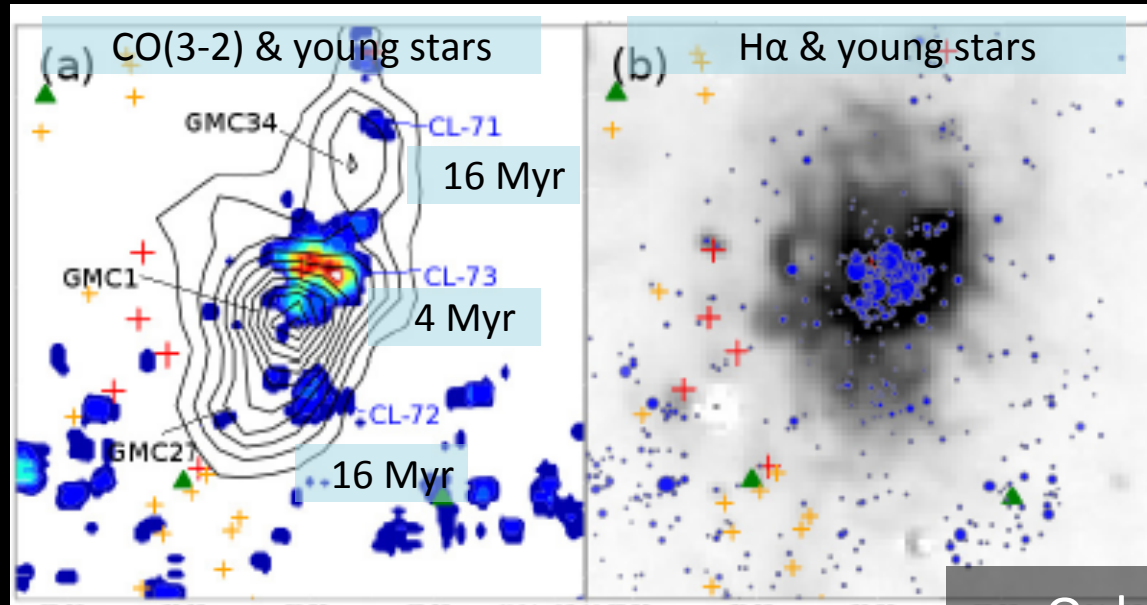 CO(3-2) & young stars
(a)
GMC34
CL-71
16 Myr
GMC1
CL-73
4 Myr
CL-72
GMC27
16 Myr
Hα & young stars
(b)